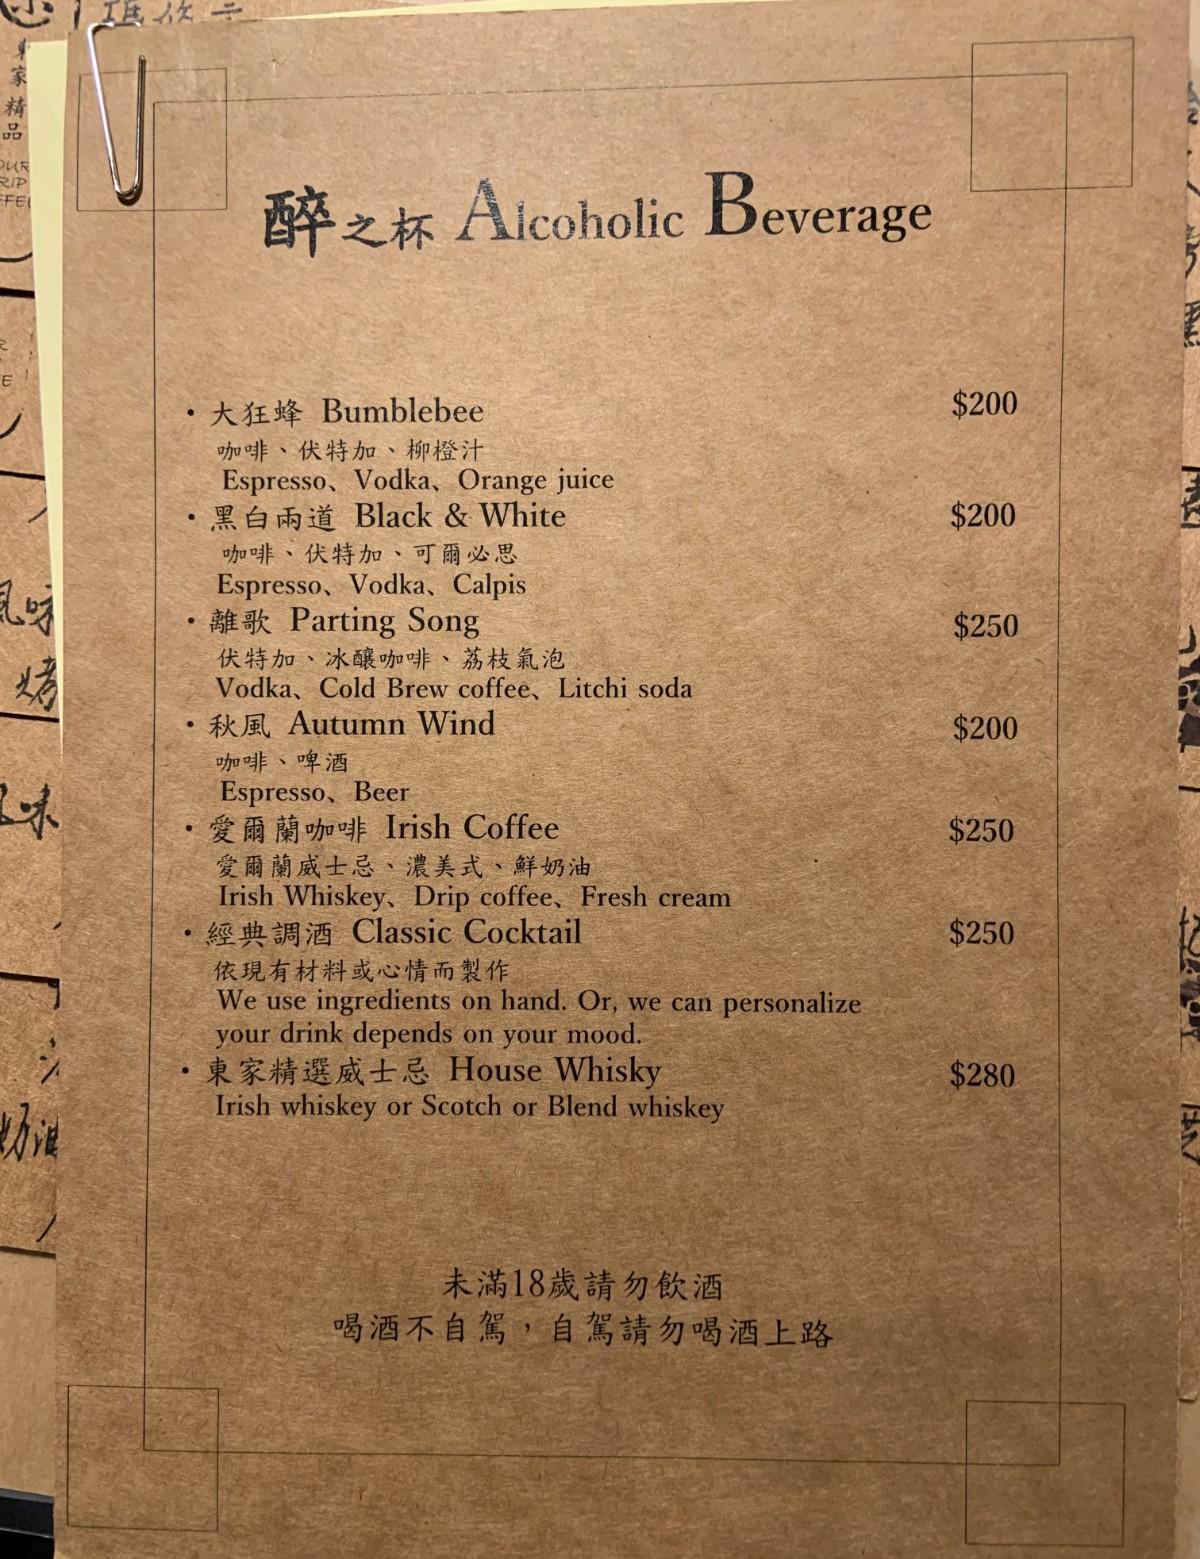 醉之杯 Alcoholic Beverage
・大狂蜂 Bumblebee $200
咖啡、伏特加、柳橙汁
Espresso、Vodka、Orange juice
・黑白兩道 Black & White $200
咖啡、伏特加、可爾必思
Espresso、Vodka、Calpis
・離歌 Parting Song $250
伏特加、冰釀咖啡、荔枝氣泡
Vodka、Cold Brew coffee、Litchi soda
・秋風 Autumn Wind $200
咖啡、啤酒
Espresso、Beer
・愛爾蘭咖啡 Irish Coffee $250
愛爾蘭威士忌、濃美式、鮮奶油
Irish Whiskey、Drip coffee、Fresh cream
・經典調酒 Classic Cocktail $250
依現有材料或心情而製作
We use ingredients on hand. Or, we can personalize
your drink depends on your mood.
・東家精選威士忌 House Whisky $280
Irish whiskey or Scotch or Blend whiskey
未滿18歲請勿飲酒
喝酒不自駕，自駕請勿喝酒上路
家
精
品
風味
烤
味
奶油